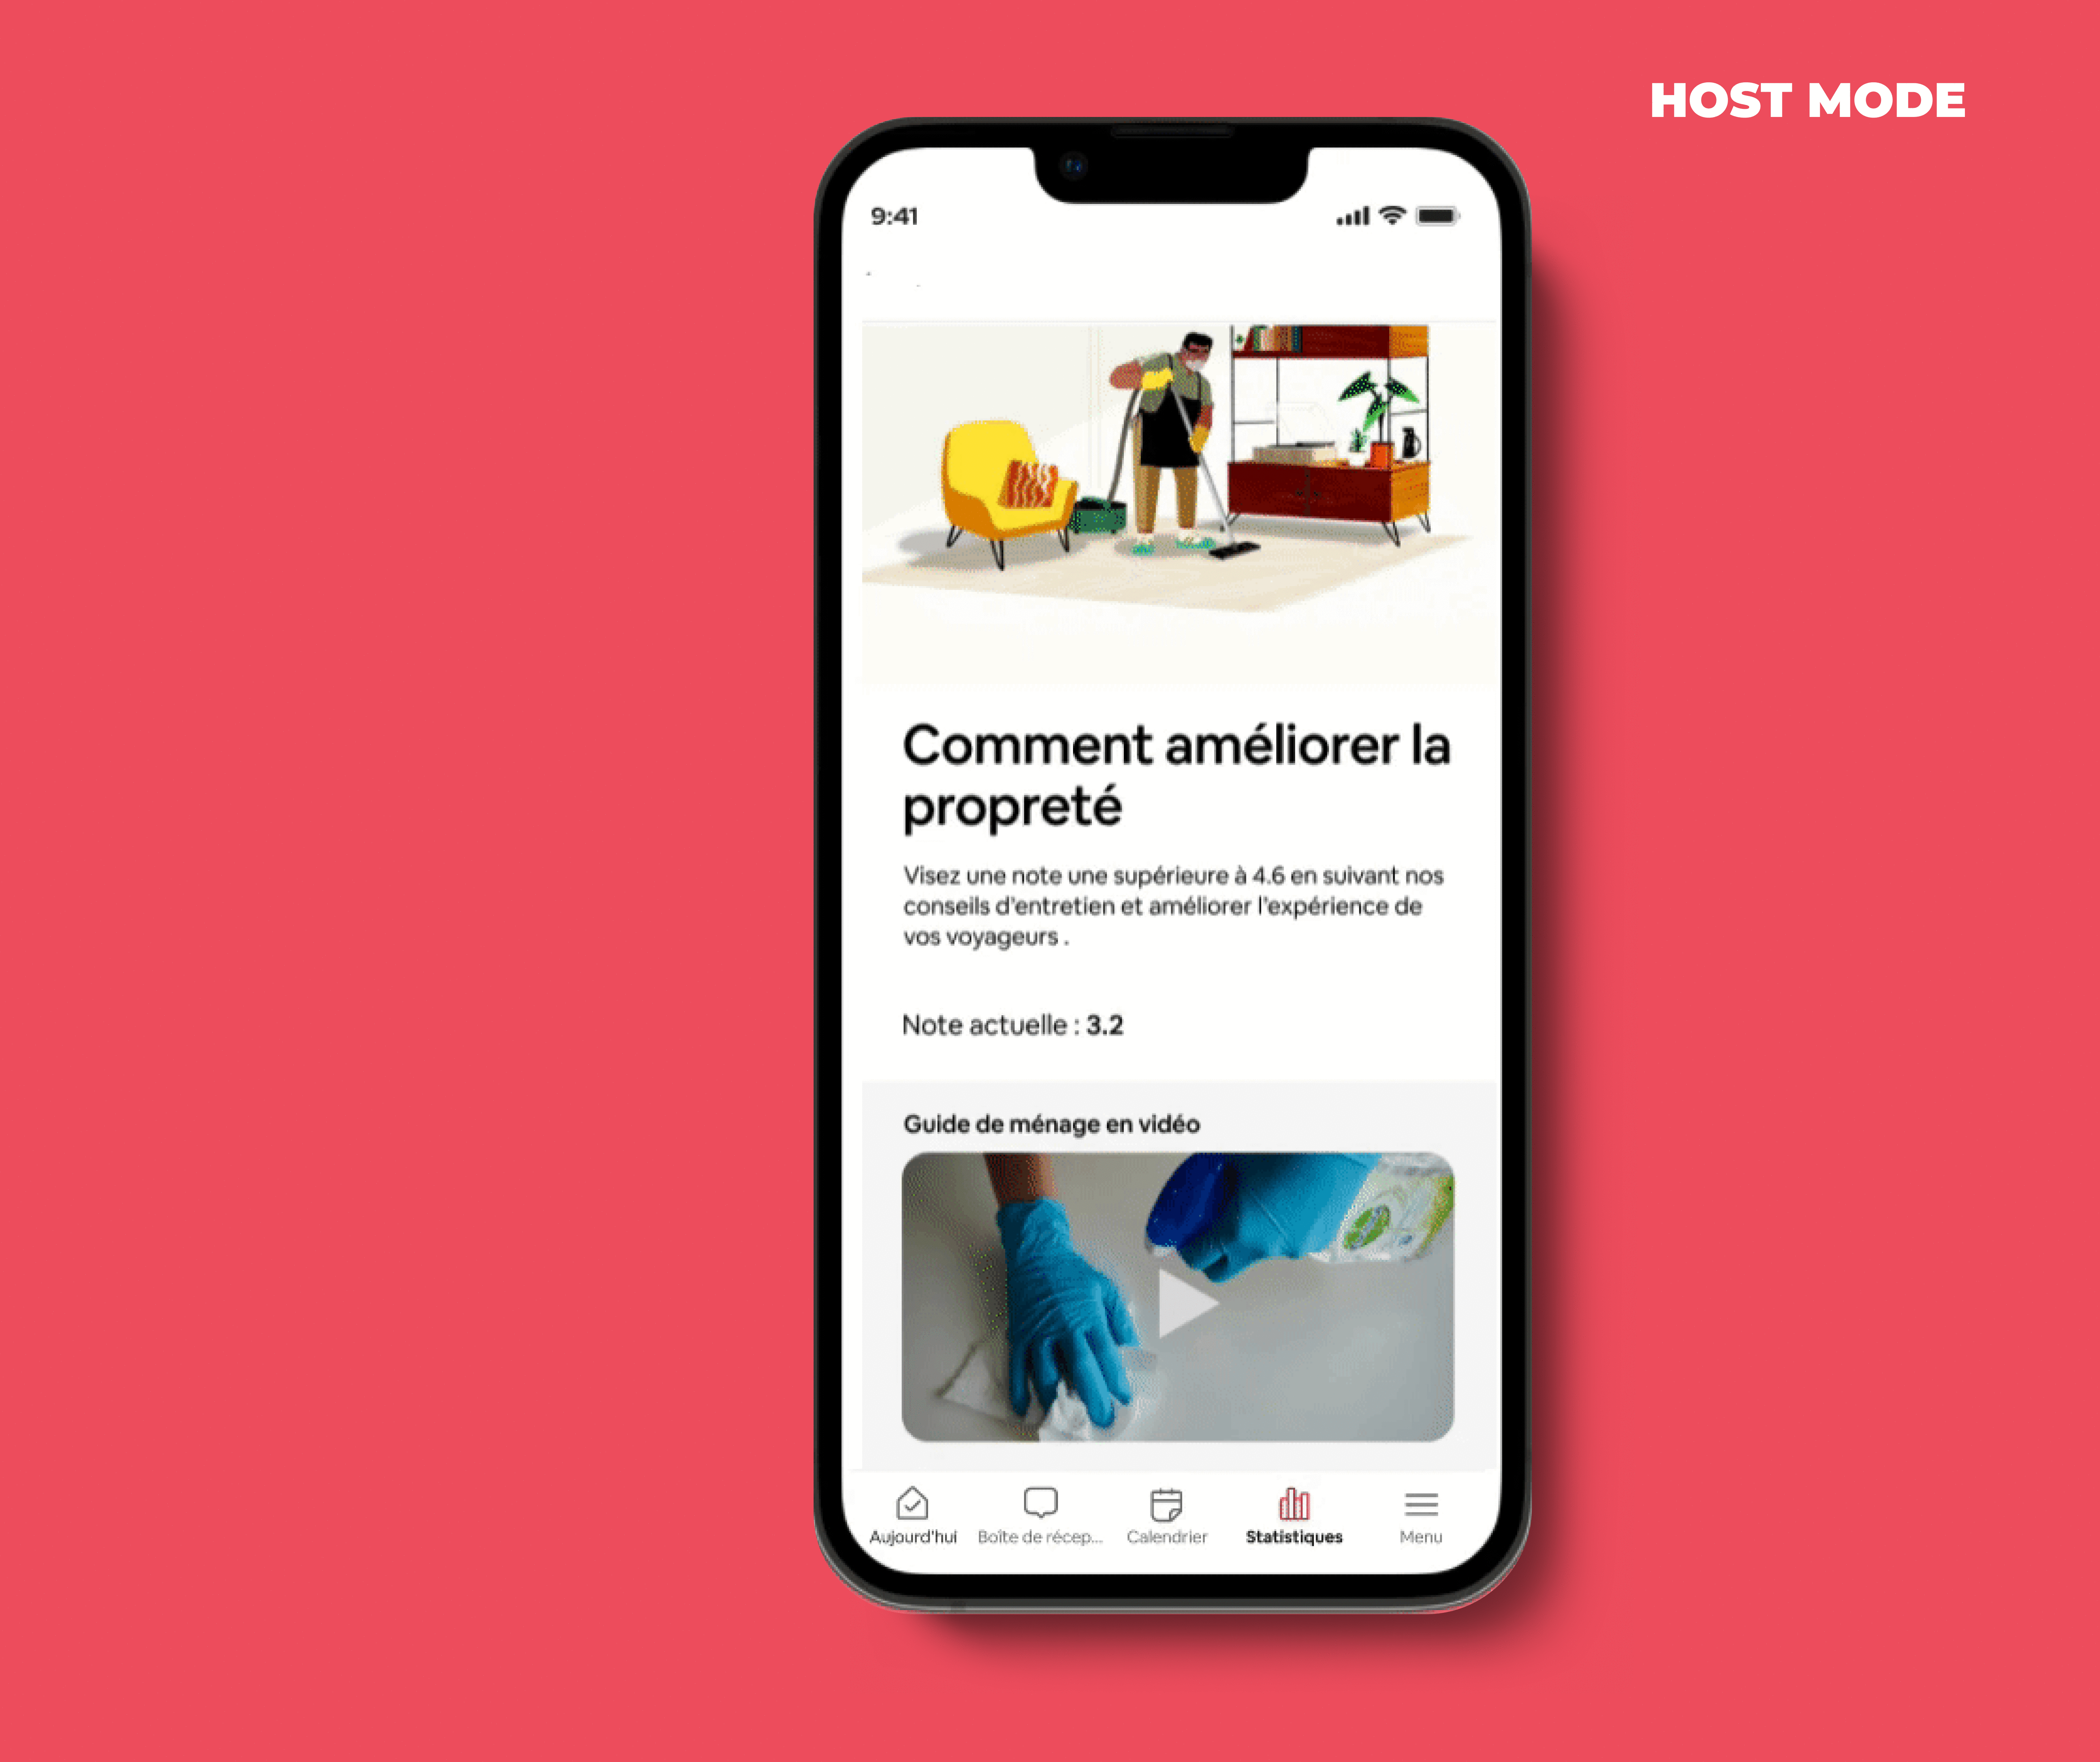 HOST MODE
9:41
Comment améliorer la
propreté
Visez une note une supérieure à 4.6 en suivant nos
conseils d'entretien et améliorer l'expérience de
vos voyageurs .
Note actuelle : 3.2
Guide de ménage en vidéo
Aujourd'hui Boîte de récep... Calendrier Statistiques Menu